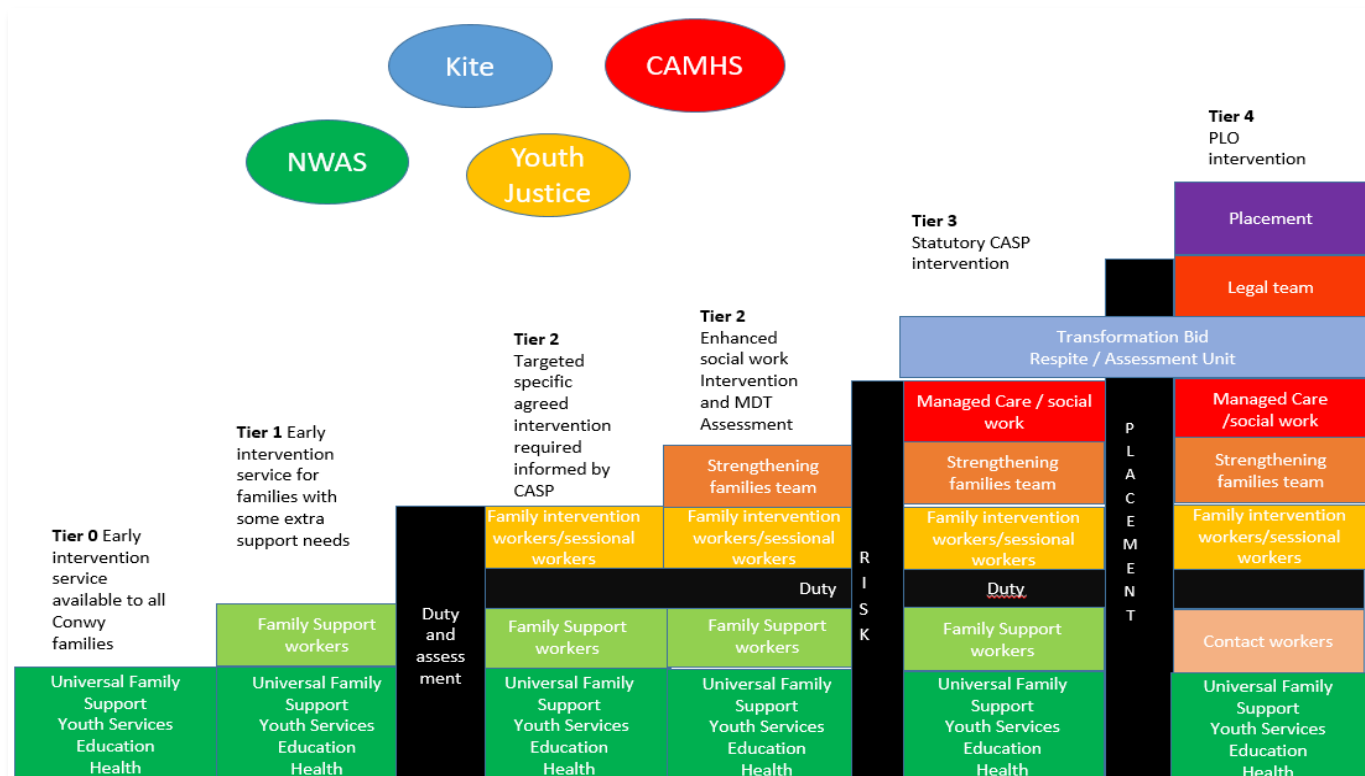 Kite
CAMHS
NWAS
Youth
Justice
Tier 4
PLO
intervention
Placement
Legal team
Tier 3
Statutory CASP
intervention
Transformation Bid
Respite / Assessment Unit
Tier 2
Enhanced
social work
Intervention
and MDT
Assessment
Tier 2
Targeted
specific
agreed
intervention
required
informed by
CASP
Tier 1 Early
intervention
service for
families with
some extra
support needs
Tier 0 Early
intervention
service
available to all
Conwy
families
Universal Family
Support
Youth Services
Education
Health
Family Support
workers
Universal Family
Support
Youth Services
Education
Health
Duty
and
assess
ment
Family intervention
workers/sessional
workers
Duty
Family Support
workers
Universal Family
Support
Youth Services
Education
Health
Strengthening
families team
Family intervention
workers/sessional
workers
Family Support
workers
Universal Family
Support
Youth Services
Education
Health
R
I
S
K
Managed Care / social
work
Strengthening
families team
Family intervention
workers/sessional
workers
Duty
Family Support
workers
Universal Family
Support
Youth Services
Education
Health
P
L
A
C
E
M
E
N
T
Managed Care
/social work
Strengthening
families team
Family intervention
workers/sessional
workers
Contact workers
Universal Family
Support
Youth Services
Education
Health